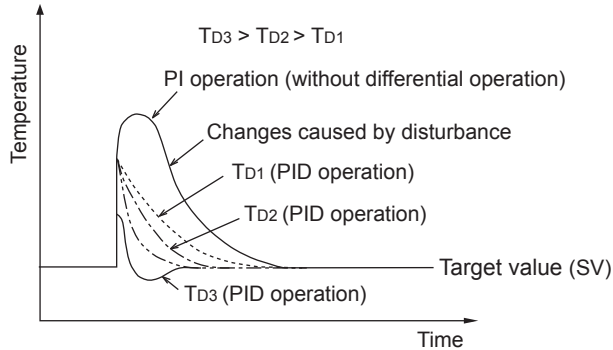 TD3 > TD2 > TD1
PI operation (without differential operation)
Changes caused by disturbance
TD1 (PID operation)
TD2 (PID operation)
Target value (SV)
TD3 (PID operation)
Temperature
Time